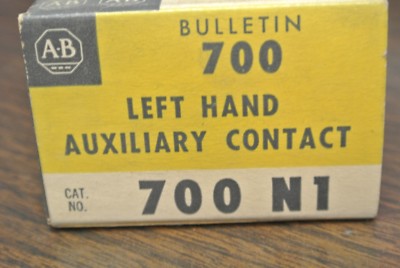 A-B
BULLETIN
700
LEFT HAND
AUXILIARY CONTACT
CAT.
NO.
700 N1